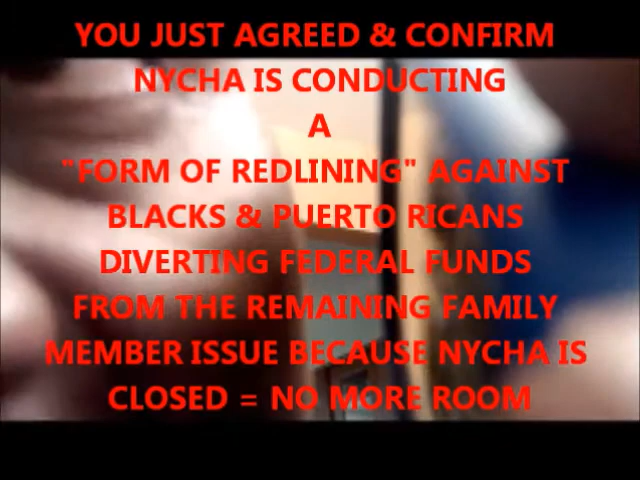 YOU JUST AGREED & CONFIRM
NYCHA IS CONDUCTING
A
"FORM OF REDLINING" AGAINST
BLACKS & PUERTO RICANS
DIVERTING FEDERAL FUNDS
FROM THE REMAINING FAMILY
MEMBER ISSUE BECAUSE NYCHA IS
CLOSED = NO MORE ROOM